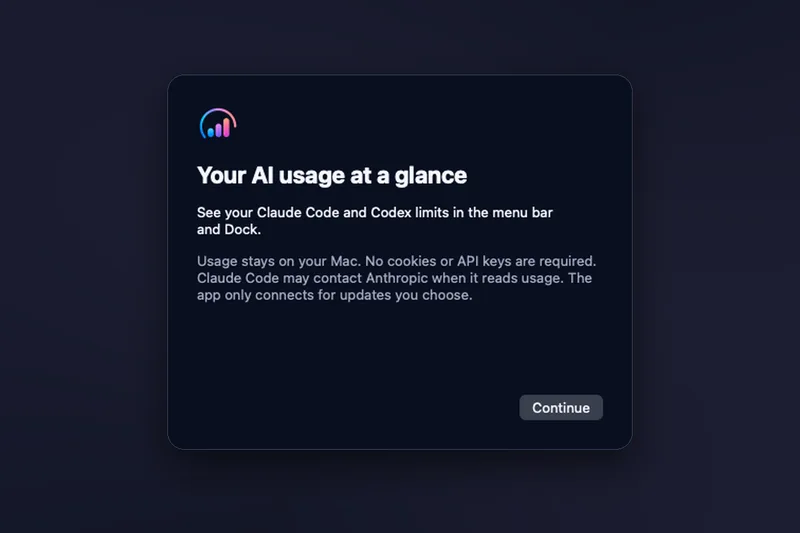 Your AI usage at a glance
See your Claude Code and Codex limits in the menu bar
and Dock.
Usage stays on your Mac. No cookies or API keys are required.
Claude Code may contact Anthropic when it reads usage. The
app only connects for updates you choose.
Continue